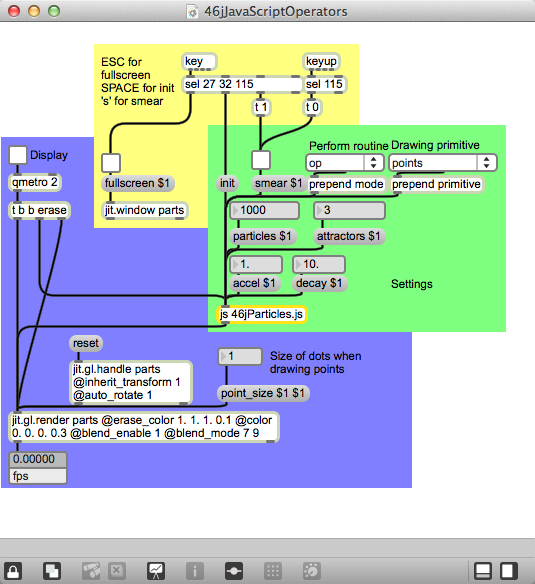 46jJavaScriptOperators
ESC for
fullscreen
SPACE for init
's' for smear
key
keyup
sel 27 32 115
sel 115
t 1
t 0
Display
Perform routine
Drawing primitive
op
points
qmetro 2
fullscreen $1
init
smear $1
prepend mode
prepend primitive
t b b erase
jit.window parts
1000
3
particles $1
attractors $1
1.
10.
accel $1
decay $1
Settings
js 46jParticles.js
reset
1
Size of dots when
drawing points
jit.gl.handle parts
@inherit_transform 1
@auto_rotate 1
point_size $1 $1
jit.gl.render parts @erase_color 1. 1. 1. 0.1 @color
0. 0. 0. 0.3 @blend_enable 1 @blend_mode 7 9
0.00000
fps